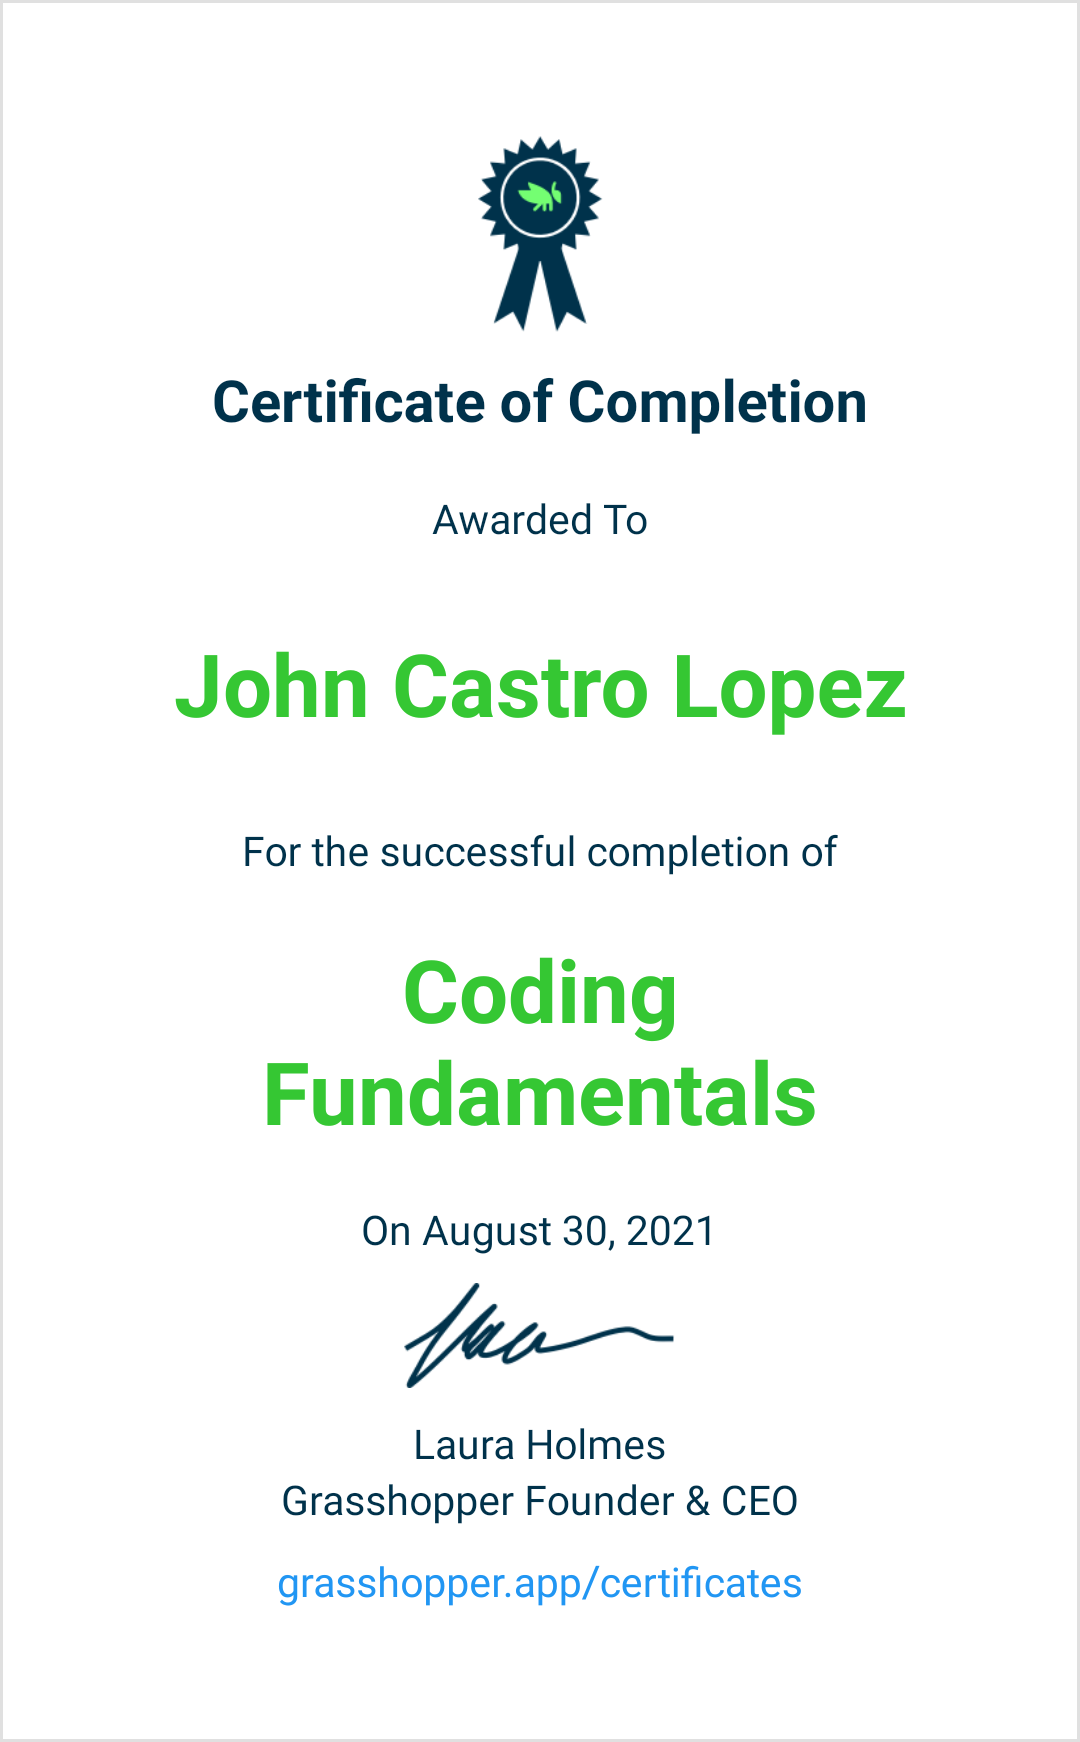 Certificate of Completion
Awarded To
John Castro Lopez
For the successful completion of
Coding
Fundamentals
On August 30, 2021
Laura Holmes
Grasshopper Founder & CEO
grasshopper.app/certificates